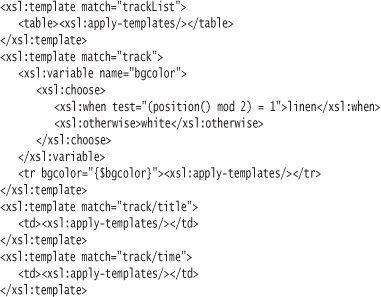 <xsl:template match="trackList">
   <table><xsl:apply-templates/></table>
</xsl:template>
<xsl:template match="track">
   <xsl:variable name="bgcolor">
      <xsl:choose>
         <xsl:when test="(position() mod 2) = 1">linen</xsl:when>
         <xsl:otherwise>white</xsl:otherwise>
      </xsl:choose>
   </xsl:variable>
   <tr bgcolor="{$bgcolor}"><xsl:apply-templates/></tr>
</xsl:template>
<xsl:template match="track/title">
   <td><xsl:apply-templates/></td>
</xsl:template>
<xsl:template match="track/time">
   <td><xsl:apply-templates/></td>
</xsl:template>